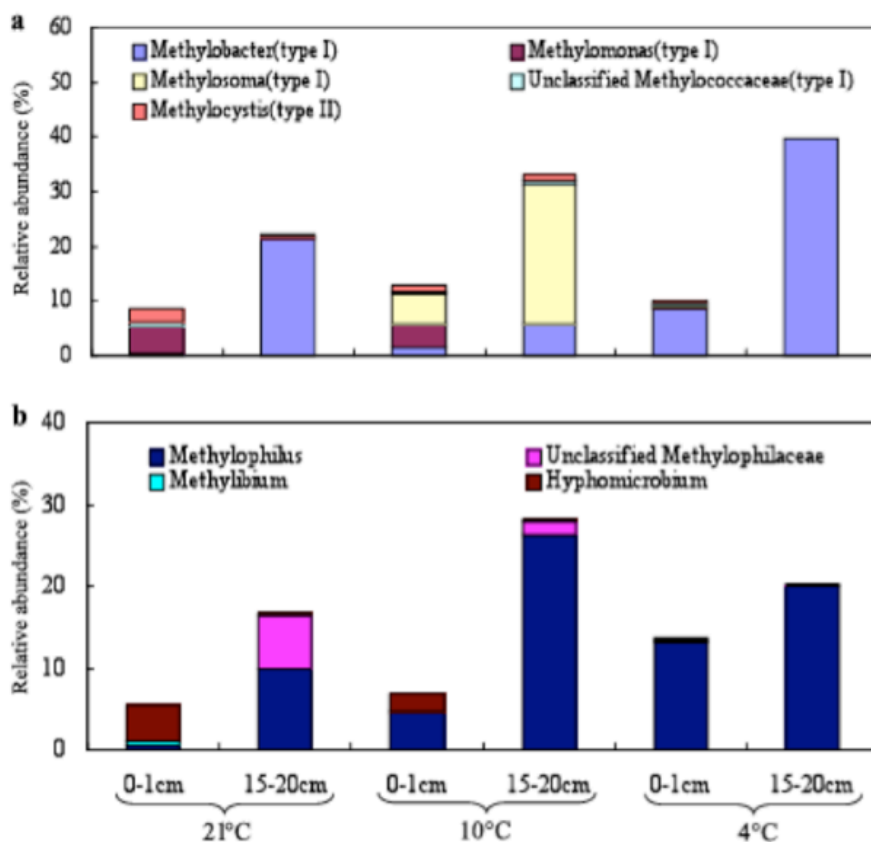 a
60
Methylobacter(type I) Methylomonas(type I)
50
Methylosoma(type I) Unclassified Methylococcaceae(type I)
Methylocystis(type II)
40
30
20
10
0
Relative abundance (%)
b
40
Methylophilus Unclassified Methylophilaceae
Methylibium Hyphomicrobium
30
20
10
0
Relative abundance (%)
0-1cm 15-20cm 0-1cm 15-20cm 0-1cm 15-20cm
21°C 10°C 4°C